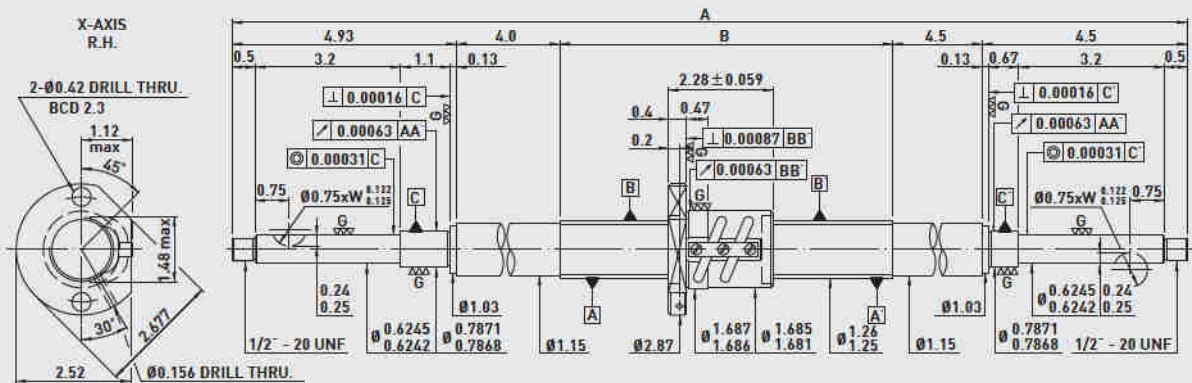 X-AXIS
R.H.
A
4.93
4.0
B
4.5
4.5
0.5
3.2
1.1
0.13
0.13
0.67
3.2
0.5
2.28 ± 0.059
2-Ø0.42 DRILL THRU.
BCD 2.3
⊥ 0.00016 C
G
0.4
0.47
G
⊥ 0.00016 C'
1.12
max
↗ 0.00063 AA'
0.2
⊥ 0.00087 BB'
G
↗ 0.00063 AA'
45°
◎ 0.00031 C
↗ 0.00063 BB'
◎ 0.00031 C'
0.75
Ø0.75xW 0.122
0.125
C
B
G
B'
C'
Ø0.75xW 0.122
0.125
0.75
G
G
1.48 max
G
G
0.24
0.25
A
A'
0.24
0.25
Ø1.03
Ø1.03
30°
2.677
Ø 0.6245
0.6242
Ø 0.7871
0.7868
Ø 1.687
1.686
Ø 1.685
1.681
Ø 1.26
1.25
Ø 0.6245
0.6242
Ø 0.7871
0.7868
1/2" - 20 UNF
Ø1.15
Ø2.87
Ø1.15
1/2" - 20 UNF
2.52
Ø0.156 DRILL THRU.